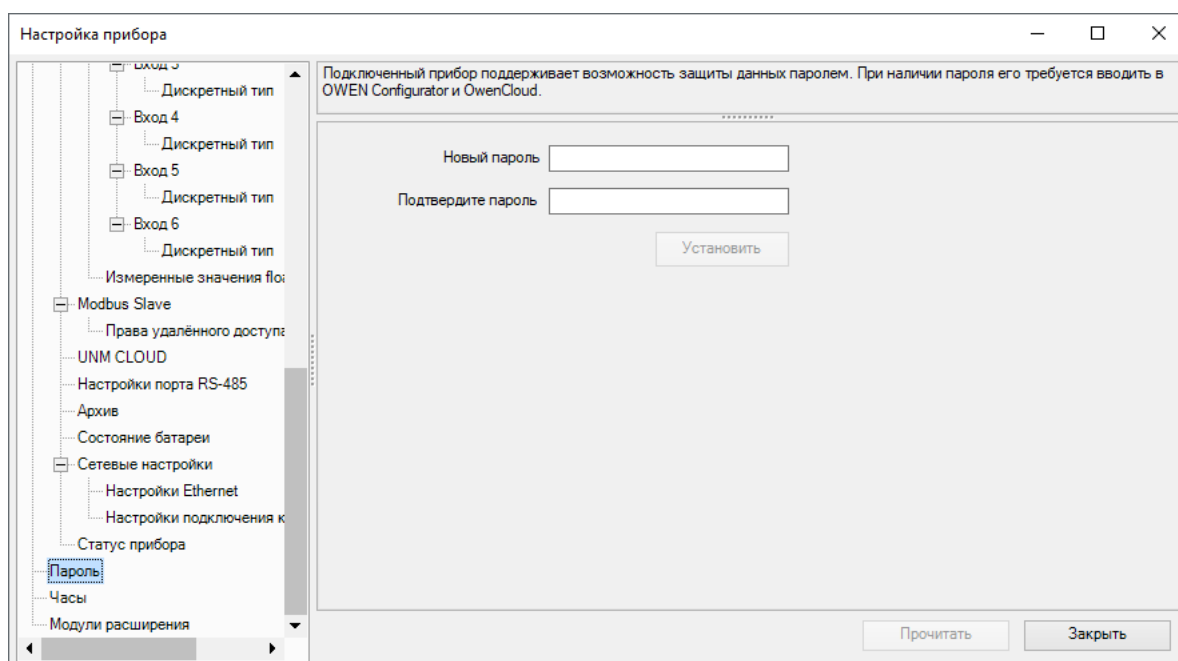 Настройка прибора
Дискретный тип
Вход 4
Дискретный тип
Вход 5
Дискретный тип
Вход 6
Дискретный тип
Измеренные значения
Modbus Slave
Права удалённого
UNM CLOUD
Настройки порта RS-485
Архив
Состояние батареи
Сетевые настройки
Настройки Ethernet
Настройки подключения к
Статус прибора
Пароль
Часы
Модули расширения
Подключенный прибор поддерживает возможность защиты данных паролем. При наличии пароля его требуется вводить в
OWEN Configurator и OwenCloud.
Новый пароль
Подтвердите пароль
Установить
Прочитать
Закрыть